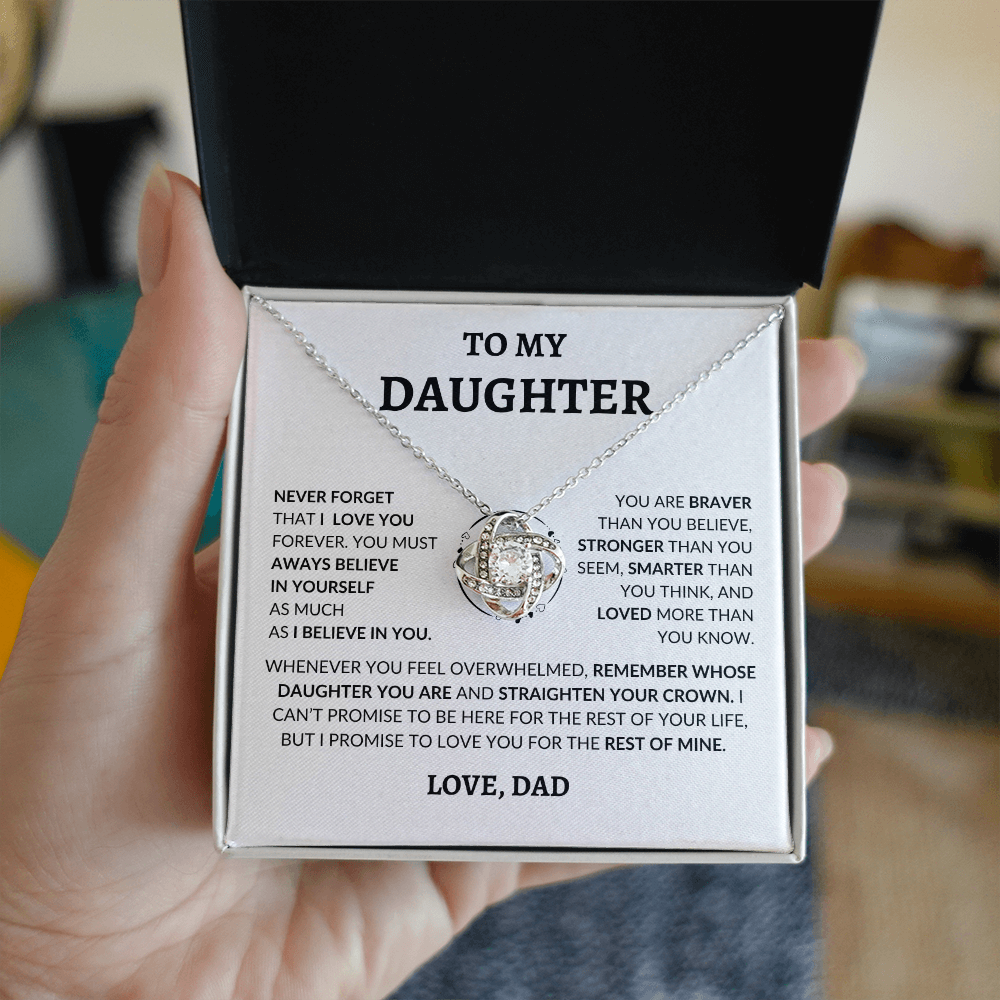 TO MY
DAUGHTER
NEVER FORGET
THAT I LOVE YOU
FOREVER. YOU MUST
AWAYS BELIEVE
IN YOURSELF
AS MUCH
AS I BELIEVE IN YOU.
YOU ARE BRAVER
THAN YOU BELIEVE,
STRONGER THAN YOU
SEEM, SMARTER THAN
YOU THINK, AND
LOVED MORE THAN
YOU KNOW.
WHENEVER YOU FEEL OVERWHELMED, REMEMBER WHOSE
DAUGHTER YOU ARE AND STRAIGHTEN YOUR CROWN. I
CAN'T PROMISE TO BE HERE FOR THE REST OF YOUR LIFE,
BUT I PROMISE TO LOVE YOU FOR THE REST OF MINE.
LOVE, DAD